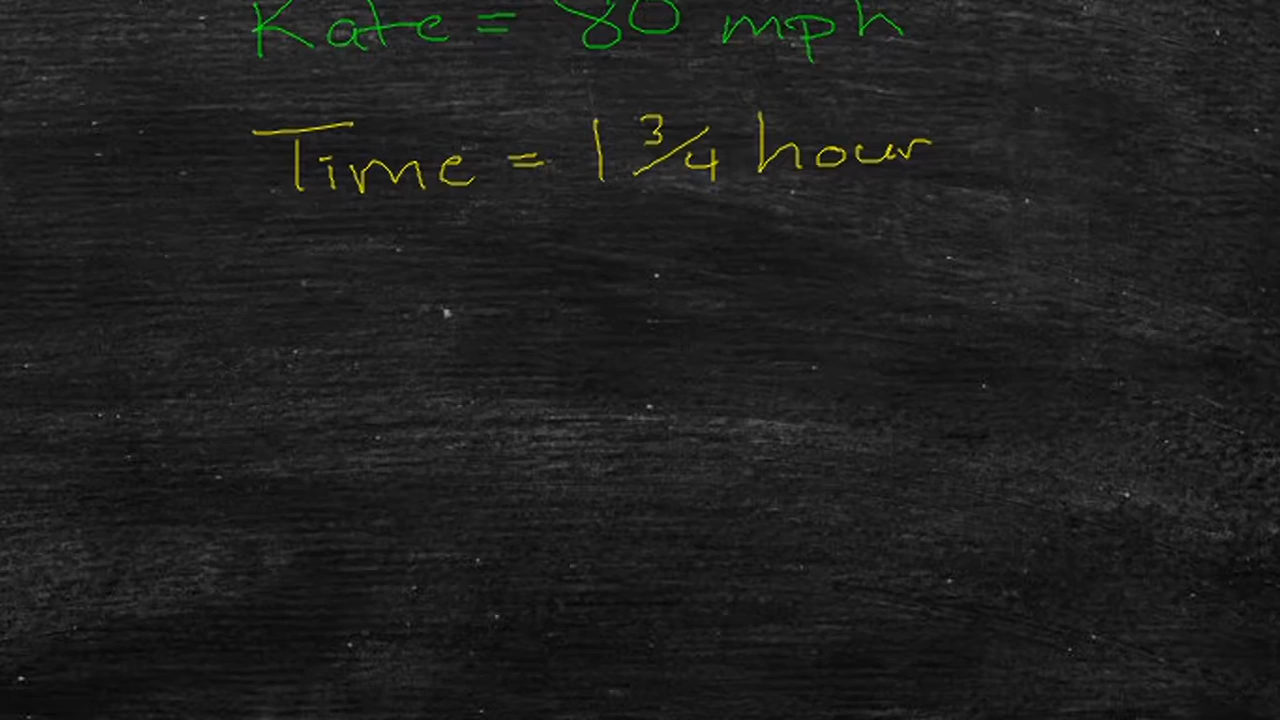 Rate = 80 mph
Time = 1 3/4 hour